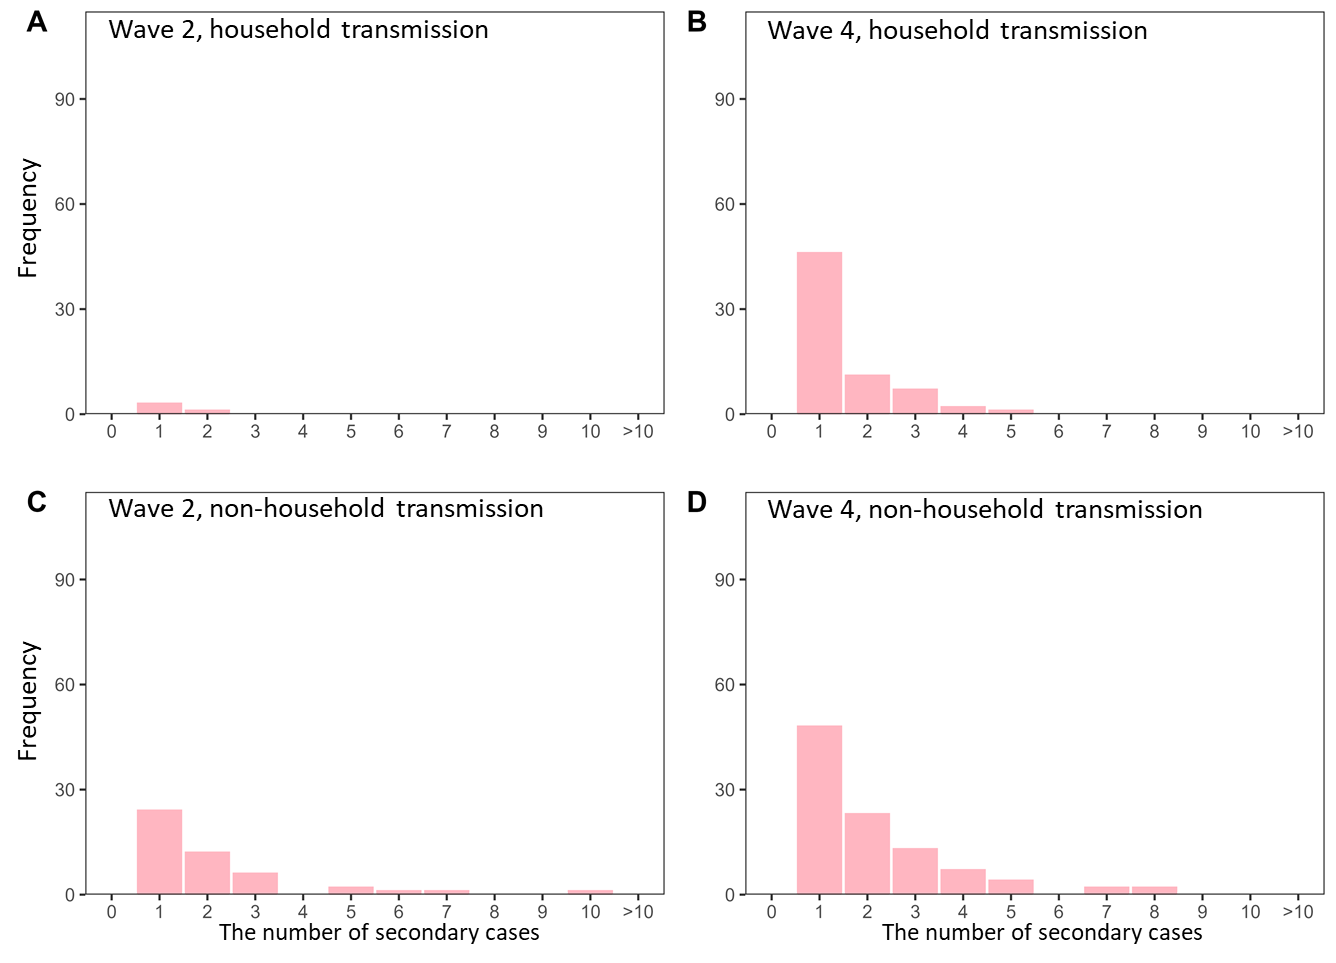 A
Wave 2, household transmission
90
60
30
0
Frequency
0 1 2 3 4 5 6 7 8 9 10 >10
B
Wave 4, household transmission
90
60
30
0
0 1 2 3 4 5 6 7 8 9 10 >10
C
Wave 2, non-household transmission
90
60
30
0
Frequency
0 1 2 3 4 5 6 7 8 9 10 >10
The number of secondary cases
D
Wave 4, non-household transmission
90
60
30
0
0 1 2 3 4 5 6 7 8 9 10 >10
The number of secondary cases